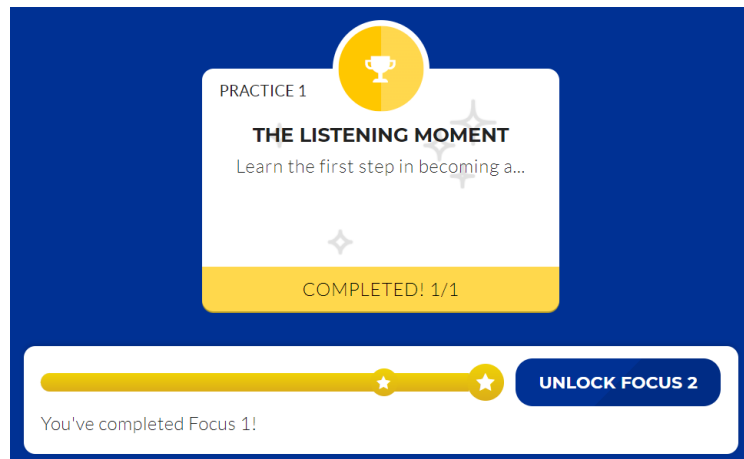 PRACTICE 1
THE LISTENING MOMENT
Learn the first step in becoming a...
COMPLETED! 1/1
UNLOCK FOCUS 2
You've completed Focus 1!